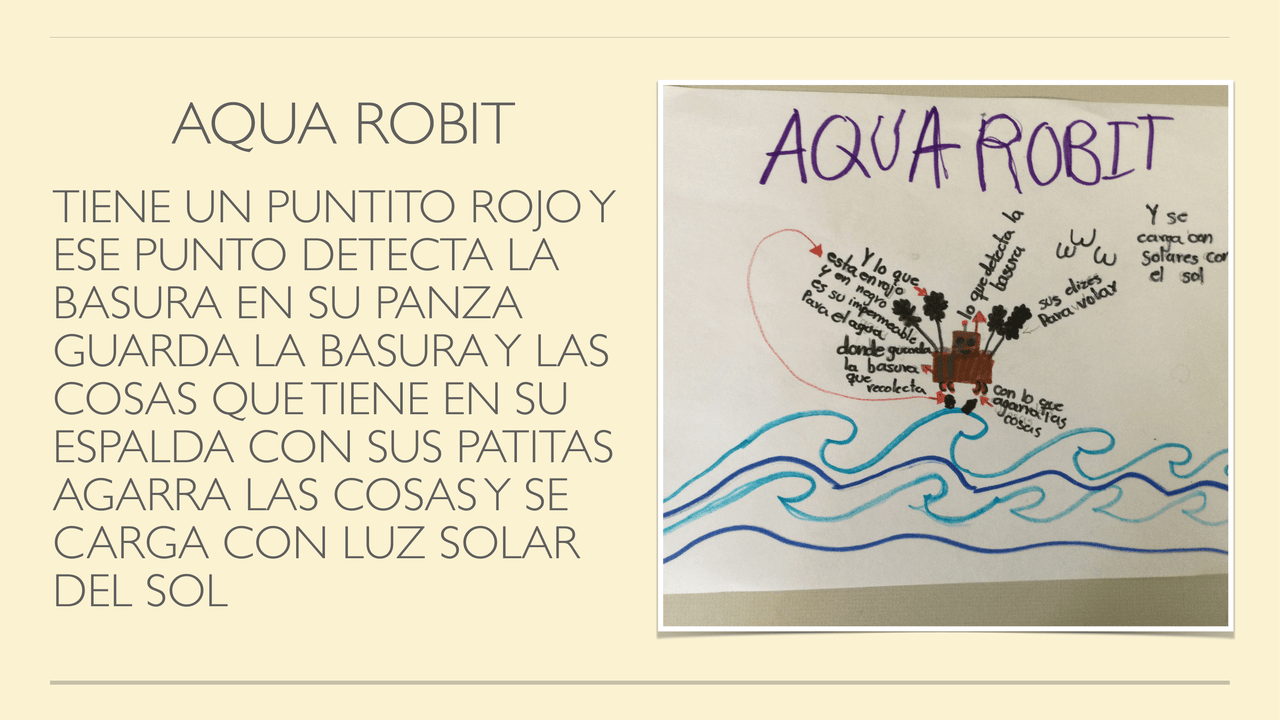 AQUA ROBIT
TIENE UN PUNTITO ROJO Y
ESE PUNTO DETECTA LA
BASURA EN SU PANZA
GUARDA LA BASURA Y LAS
COSAS QUE TIENE EN SU
ESPALDA CON SUS PATITAS
AGARRA LAS COSAS Y SE
CARGA CON LUZ SOLAR
DEL SOL
AQUA ROBIT
Y lo que
esta en rojo
y en negro
es su impermeable
Para el agua
donde guarda
la basura
que
recolecta
lo que detecta la
basura
sus elizes
Para volar
Y se
carga con
Solares con
el sol
con lo que
agarra las
cosas